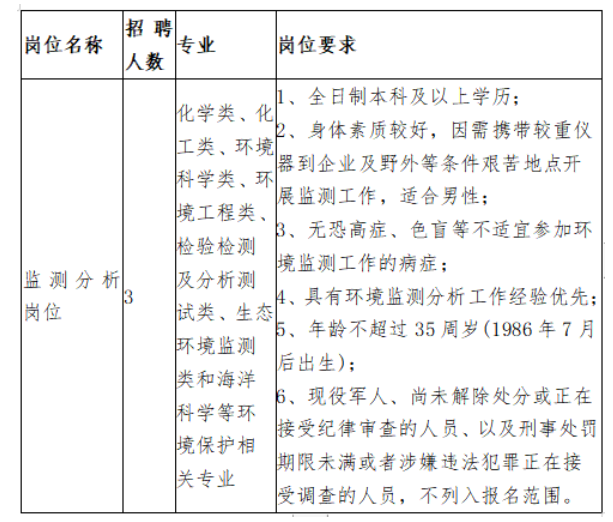 岗位名称
招聘
人数
专业
岗位要求
监测分析
岗位
3
化学类、化
工类、环境
科学类、环
境工程类、
检验检测
及分析测
试类、生态
环境监测
类和海洋
科学等环
境保护相
关专业
1、全日制本科及以上学历;
2、身体素质较好，因需携带较重仪
器到企业及野外等条件艰苦地点开
展监测工作，适合男性;
3、无恐高症、色盲等不适宜参加环
境监测工作的病症;
4、具有环境监测分析工作经验优先;
5、年龄不超过 35 周岁(1986 年 7 月
后出生);
6、现役军人、尚未解除处分或正在
接受纪律审查的人员、以及刑事处罚
期限未满或者涉嫌违法犯罪正在接
受调查的人员，不列入报名范围。